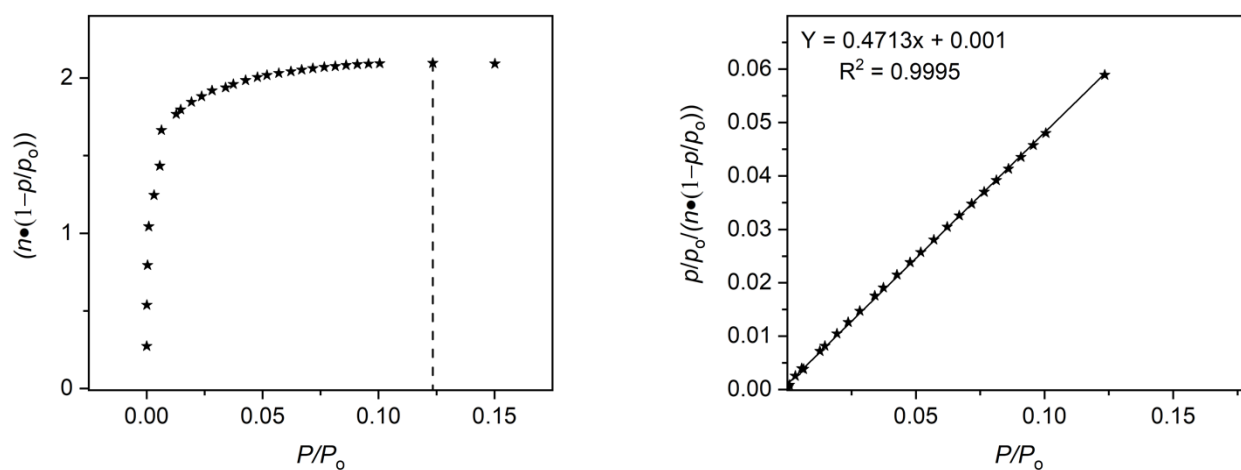 (n•(1−p/pₒ))
2
1
0
0.00 0.05 0.10 0.15
P/Pₒ
Y = 0.4713x + 0.001
R² = 0.9995
p/pₒ/(n•(1−p/pₒ))
0.06
0.05
0.04
0.03
0.02
0.01
0.00
0.05 0.10 0.15
P/Pₒ